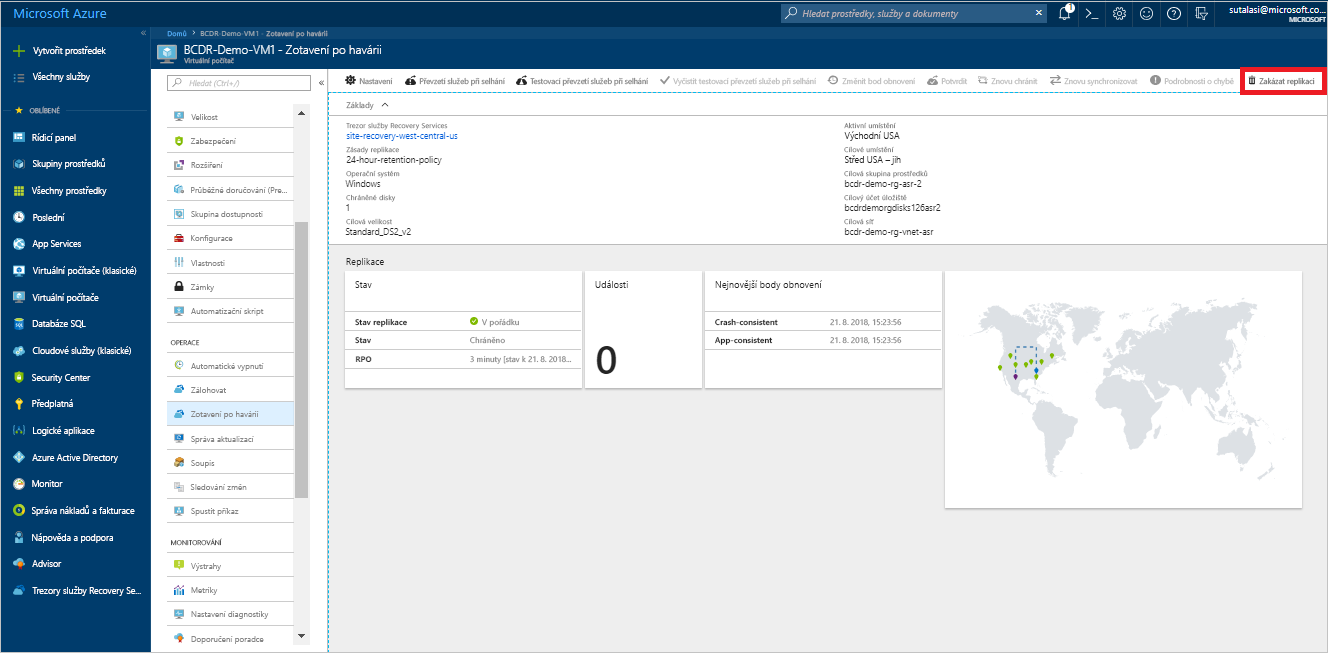 Microsoft Azure
Hledat prostředky, služby a dokumenty
1
sutalasi@microsoft.co...
MICROSOFT
Vytvořit prostředek
Všechny služby
OBLÍBENÉ
Řídicí panel
Skupiny prostředků
Všechny prostředky
Poslední
App Services
Virtuální počítače (klasické)
Virtuální počítače
Databáze SQL
Cloudové služby (klasické)
Security Center
Předplatná
Logické aplikace
Azure Active Directory
Monitor
Správa nákladů a fakturace
Nápověda a podpora
Advisor
Trezory služby Recovery Se...
Domů > BCDR-Demo-VM1 - Zotavení po havárii
BCDR-Demo-VM1 - Zotavení po havárii
Virtuální počítač
Hledat (Ctrl+/)
Velikost
Zabezpečení
Rozšíření
Průběžné doručování (Pre...
Skupina dostupnosti
Konfigurace
Vlastnosti
Zámky
Automatizační skript
OPERACE
Automatické vypnutí
Zálohovat
Zotavení po havárii
Správa aktualizací
Soupis
Sledování změn
Spustit příkaz
MONITOROVÁNÍ
Výstrahy
Metriky
Nastavení diagnostiky
Doporučení poradce
Nastavení
Převzetí služeb při selhání
Testovací převzetí služeb při selhání
Vyčistit testovací převzetí služeb při selhání
Změnit bod obnovení
Potvrdit
Znovu chránit
Znovu synchronizovat
Podrobnosti o chybě
Zakázat replikaci
Základy
Trezor služby Recovery Services
site-recovery-west-central-us
Zásady replikace
24-hour-retention-policy
Operační systém
Windows
Chráněné disky
1
Cílová velikost
Standard_DS2_v2
Aktivní umístění
Východní USA
Cílové umístění
Střed USA – jih
Cílová skupina prostředků
bcdr-demo-rg-asr-2
Cílový účet úložiště
bcdrdemorgdisks126asr2
Cílová síť
bcdr-demo-rg-vnet-asr
Replikace
Stav
Stav replikace V pořádku
Stav Chráněno
RPO 3 minuty [stav k 21. 8. 2018...
Události
0
Nejnovější body obnovení
Crash-consistent 21. 8. 2018, 15:23:56
App-consistent 21. 8. 2018, 15:23:56